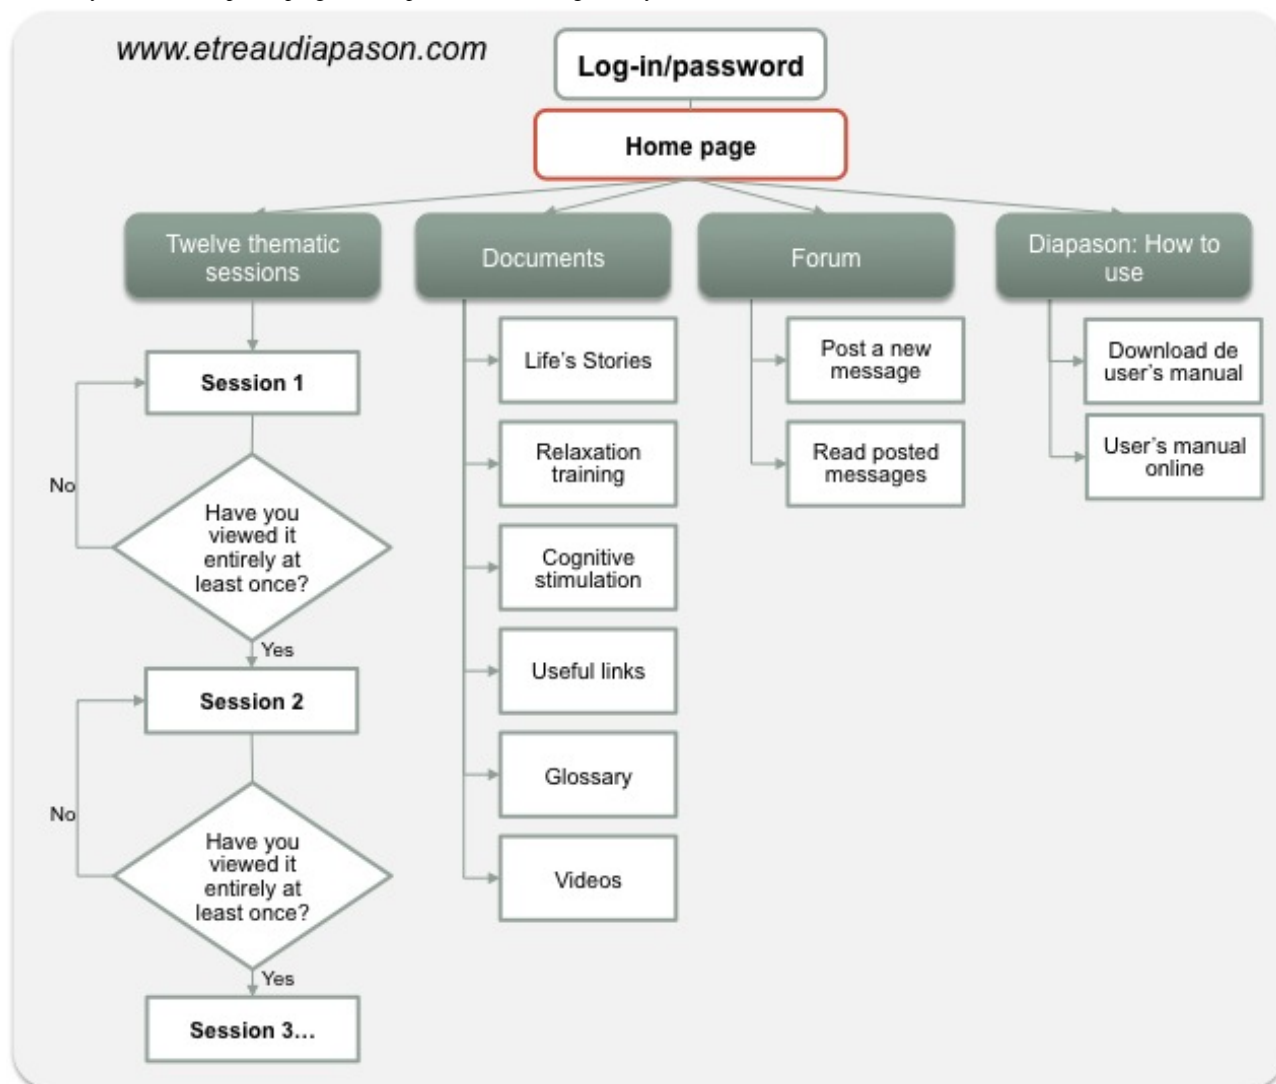 www.etreaudiapason.com
Log-in/password
Home page
Twelve thematic
sessions
Session 1
No
Have you
viewed it
entirely at
least once?
Yes
Session 2
No
Have you
viewed it
entirely at
least once?
Yes
Session 3...
Documents
Life's Stories
Relaxation
training
Cognitive
stimulation
Useful links
Glossary
Videos
Forum
Post a new
message
Read posted
messages
Diapason: How to
use
Download de
user's manual
User's manual
online